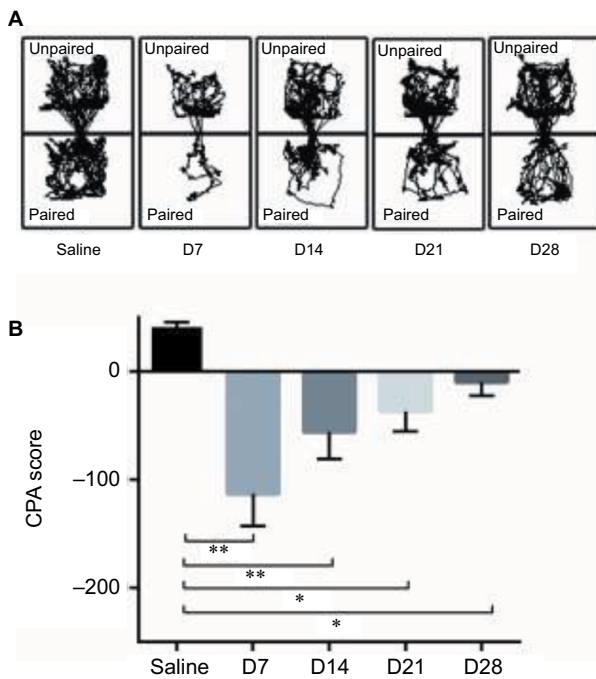 A
Unpaired Unpaired Unpaired Unpaired Unpaired
Paired Paired Paired Paired Paired
Saline D7 D14 D21 D28
B
CPA score
0
–100
–200
**
**
*
*
Saline D7 D14 D21 D28